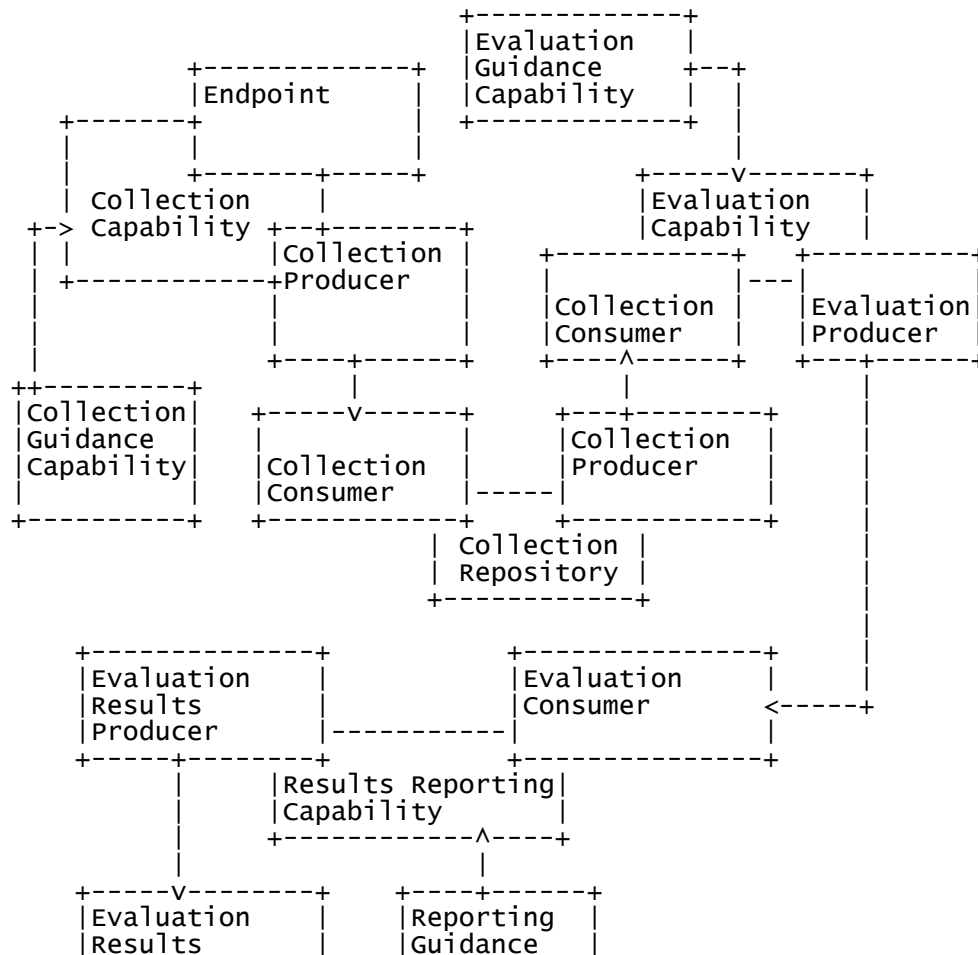 Evaluation
Guidance
Capability
Endpoint
Collection
Capability
Evaluation
Capability
Collection
Producer
Collection
Consumer
Evaluation
Producer
Collection
Guidance
Capability
Collection
Consumer
Collection
Producer
Collection
Repository
Evaluation
Results
Producer
Evaluation
Consumer
Results Reporting
Capability
Evaluation
Results
Reporting
Guidance